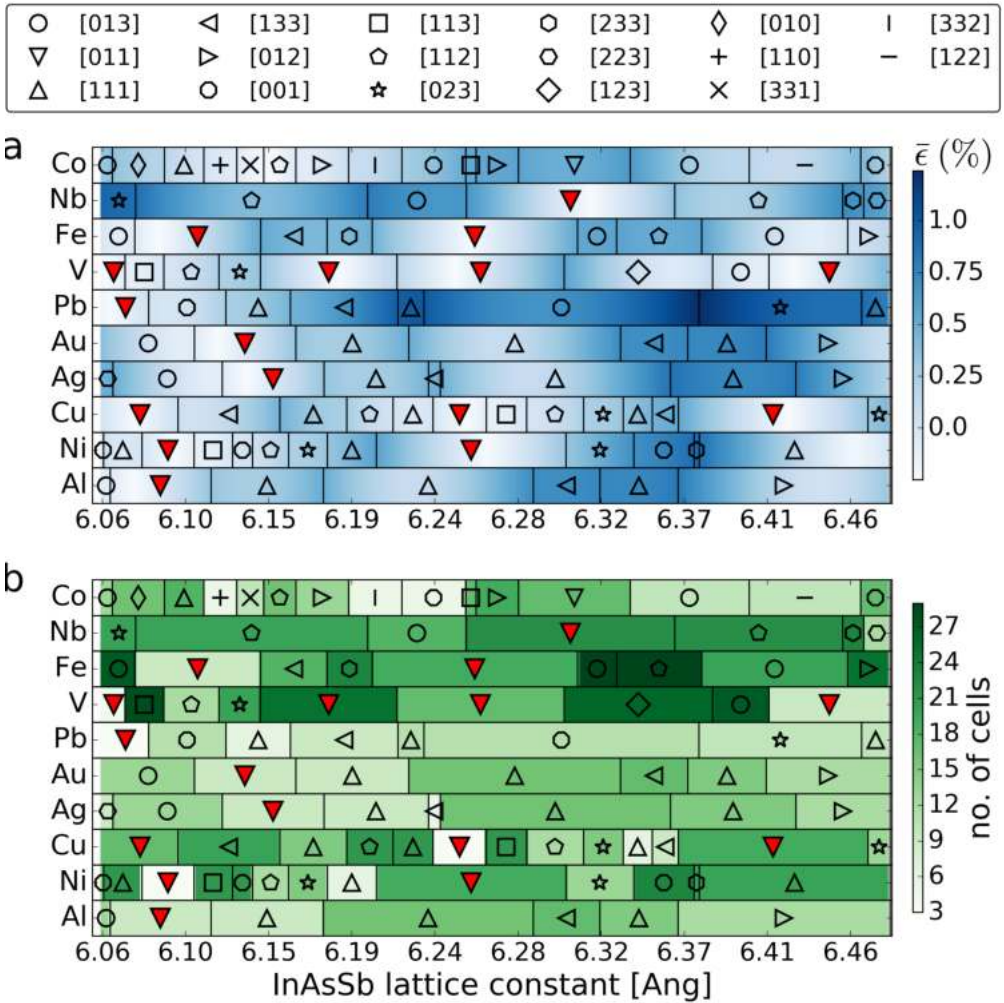 [013] [133] [113] [233] [010] [332]
[011] [012] [112] [223] [110] [122]
[111] [001] [023] [123] [331]
a
ε̄ (%)
Co
Nb
Fe
V
Pb
Au
Ag
Cu
Ni
Al
1.0
0.75
0.5
0.25
0.0
6.06 6.10 6.15 6.19 6.24 6.28 6.32 6.37 6.41 6.46
b
Co
Nb
Fe
V
Pb
Au
Ag
Cu
Ni
Al
27
24
21
18
15
12
9
6
3
no. of cells
6.06 6.10 6.15 6.19 6.24 6.28 6.32 6.37 6.41 6.46
InAsSb lattice constant [Ang]